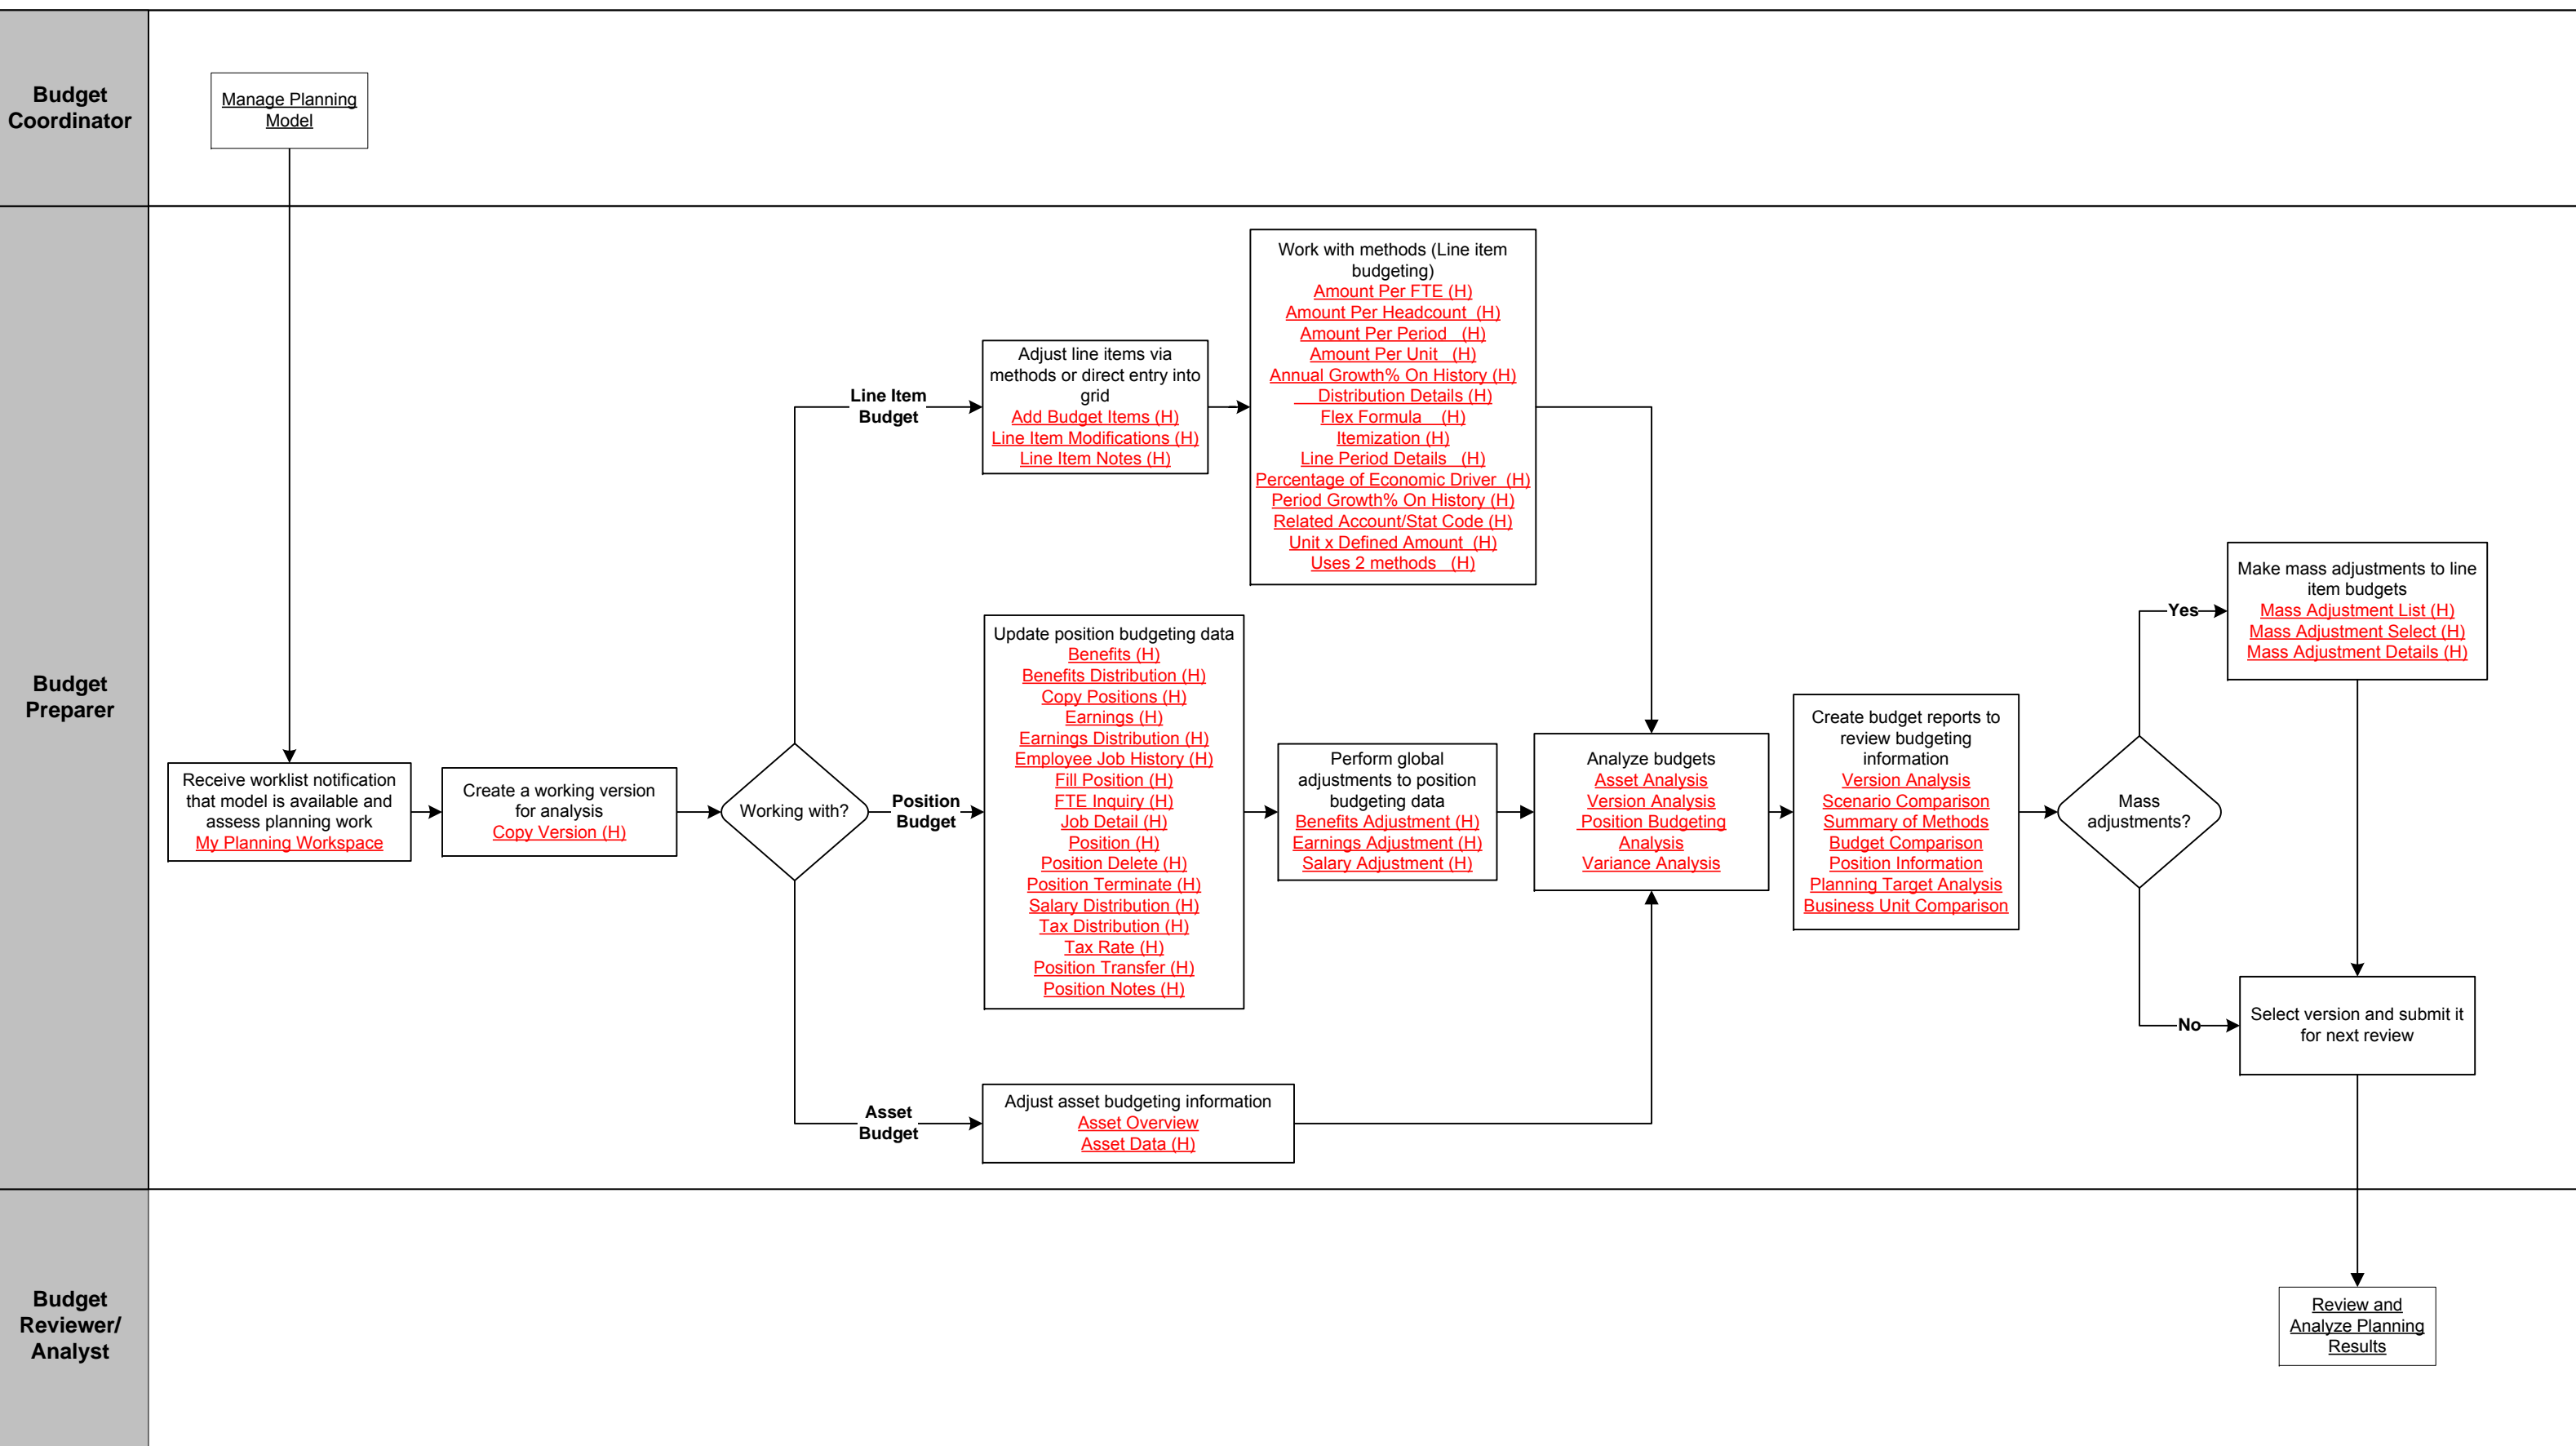 Budget
Coordinator
Manage Planning
Model
Budget
Preparer
Receive worklist notification
that model is available and
assess planning work
My Planning Workspace
Create a working version
for analysis
Copy Version (H)
Working with?
Line Item
Budget
Adjust line items via
methods or direct entry into
grid
Add Budget Items (H)
Line Item Modifications (H)
Line Item Notes (H)
Work with methods (Line item
budgeting)
Amount Per FTE (H)
Amount Per Headcount (H)
Amount Per Period (H)
Amount Per Unit (H)
Annual Growth% On History (H)
Distribution Details (H)
Flex Formula (H)
Itemization (H)
Line Period Details (H)
Percentage of Economic Driver (H)
Period Growth% On History (H)
Related Account/Stat Code (H)
Unit x Defined Amount (H)
Uses 2 methods (H)
Position
Budget
Update position budgeting data
Benefits (H)
Benefits Distribution (H)
Copy Positions (H)
Earnings (H)
Earnings Distribution (H)
Employee Job History (H)
Fill Position (H)
FTE Inquiry (H)
Job Detail (H)
Position (H)
Position Delete (H)
Position Terminate (H)
Salary Distribution (H)
Tax Distribution (H)
Tax Rate (H)
Position Transfer (H)
Position Notes (H)
Perform global
adjustments to position
budgeting data
Benefits Adjustment (H)
Earnings Adjustment (H)
Salary Adjustment (H)
Asset
Budget
Adjust asset budgeting information
Asset Overview
Asset Data (H)
Analyze budgets
Asset Analysis
Version Analysis
Position Budgeting
Analysis
Variance Analysis
Create budget reports to
review budgeting
information
Version Analysis
Scenario Comparison
Summary of Methods
Budget Comparison
Position Information
Planning Target Analysis
Business Unit Comparison
Mass
adjustments?
Yes
Make mass adjustments to line
item budgets
Mass Adjustment List (H)
Mass Adjustment Select (H)
Mass Adjustment Details (H)
No
Select version and submit it
for next review
Budget
Reviewer/
Analyst
Review and
Analyze Planning
Results